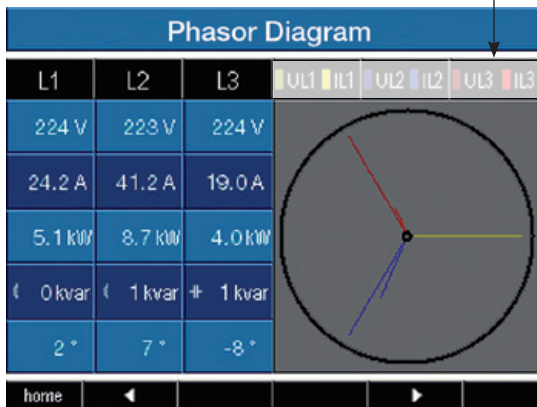 Phasor Diagram
L1 L2 L3 UL1 IL1 UL2 IL2 UL3 IL3
224 V 223 V 224 V
24.2 A 41.2 A 19.0 A
5.1 kW 8.7 kW 4.0 kW
0 kvar 1 kvar 1 kvar
2 ° 7 ° -8 °
home